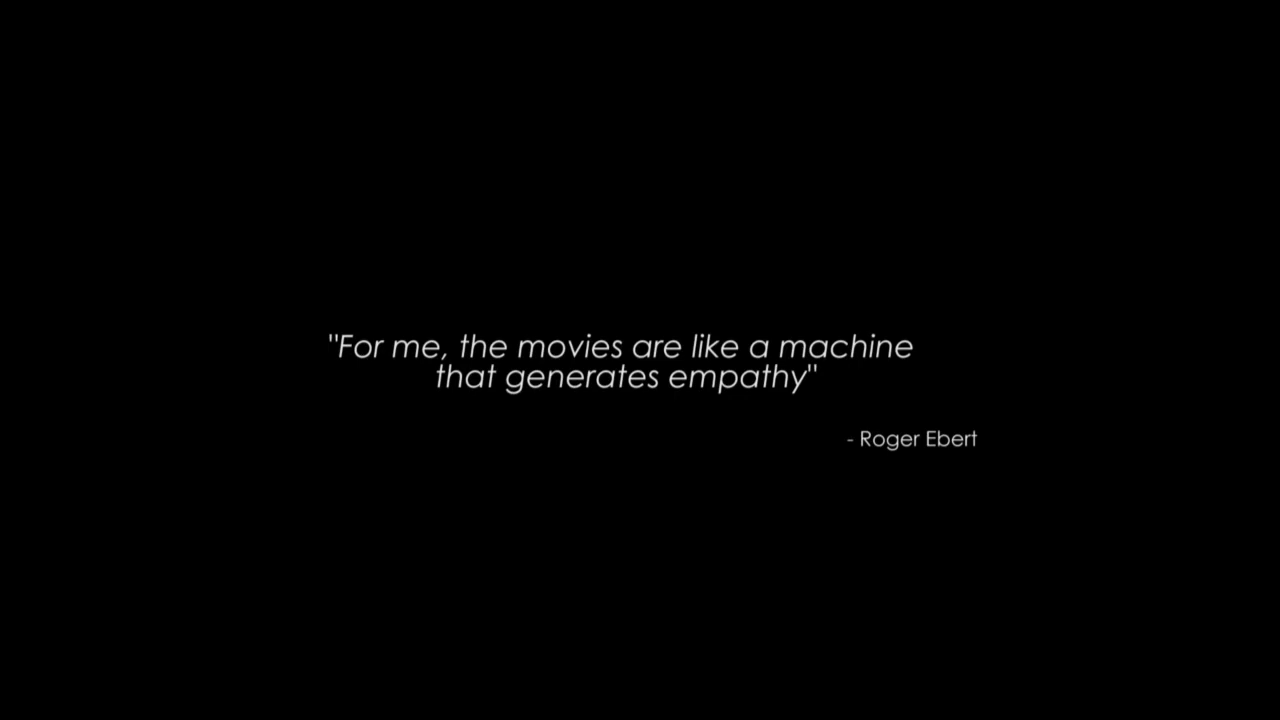 "For me, the movies are like a machine
that generates empathy"
- Roger Ebert